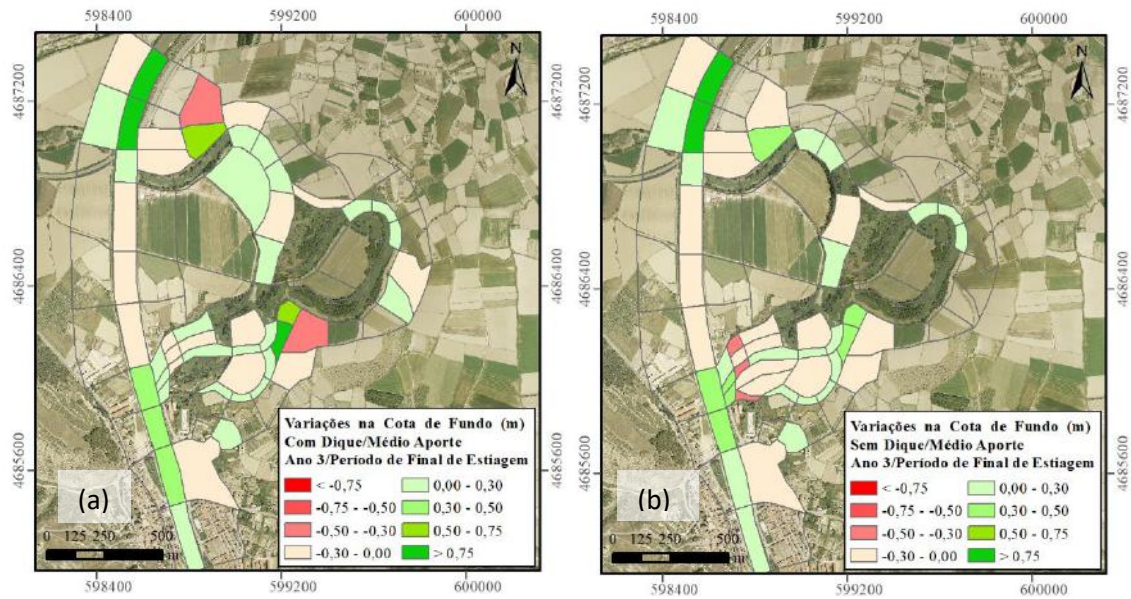 598400 599200 600000
598400 599200 600000
4687200
4686400
4685600
N
Variações na Cota de Fundo (m)
Com Dique/Médio Aporte
Ano 3/Período de Final de Estiagem
< -0,75 0,00 - 0,30
-0,75 - -0,50 0,30 - 0,50
-0,50 - -0,30 0,50 - 0,75
-0,30 - 0,00 > 0,75
(a)
0 125 250 500
m
598400 599200 600000
N
4687200
4686400
4685600
Variações na Cota de Fundo (m)
Sem Dique/Médio Aporte
Ano 3/Período de Final de Estiagem
< -0,75 0,00 - 0,30
-0,75 - -0,50 0,30 - 0,50
-0,50 - -0,30 0,50 - 0,75
-0,30 - 0,00 > 0,75
(b)
0 125 250 500
m
598400 599200 600000